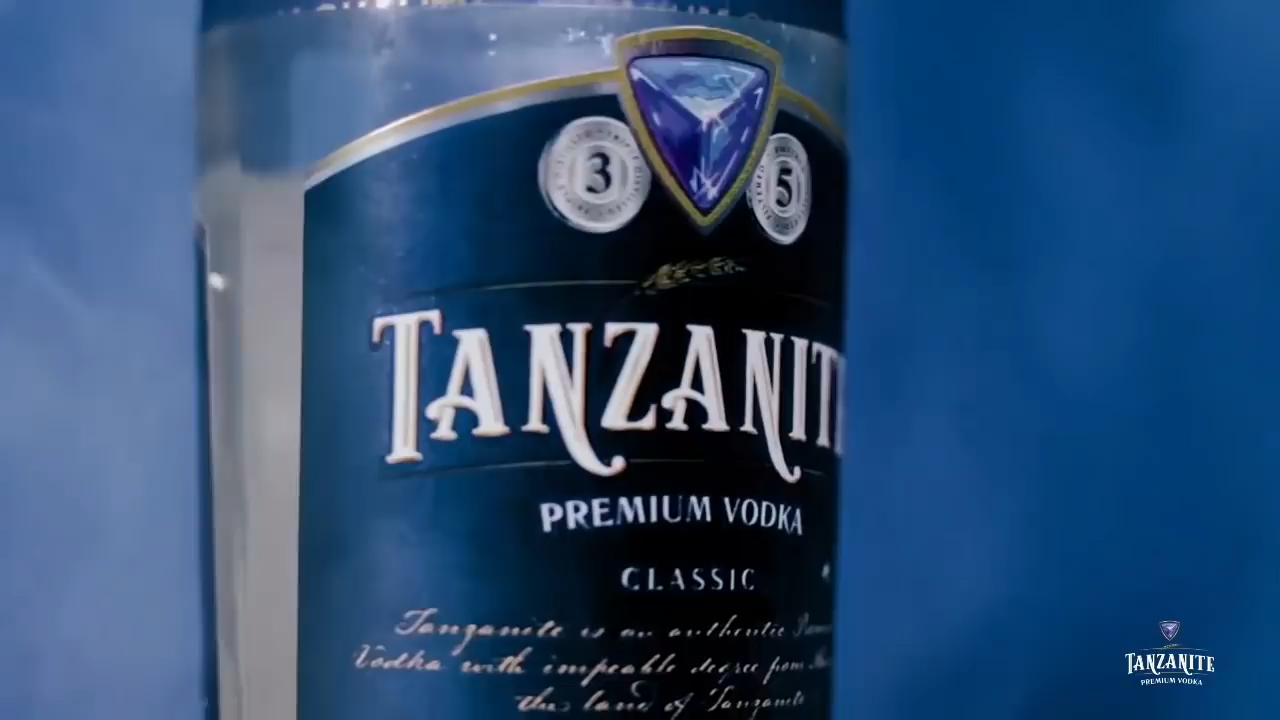 3
5
TANZANITE
PREMIUM VODKA
CLASSIC
Tanzanite is an authentic
Vodka with impeable degree from
the land of Tanzanite
TANZANITE
PREMIUM VODKA